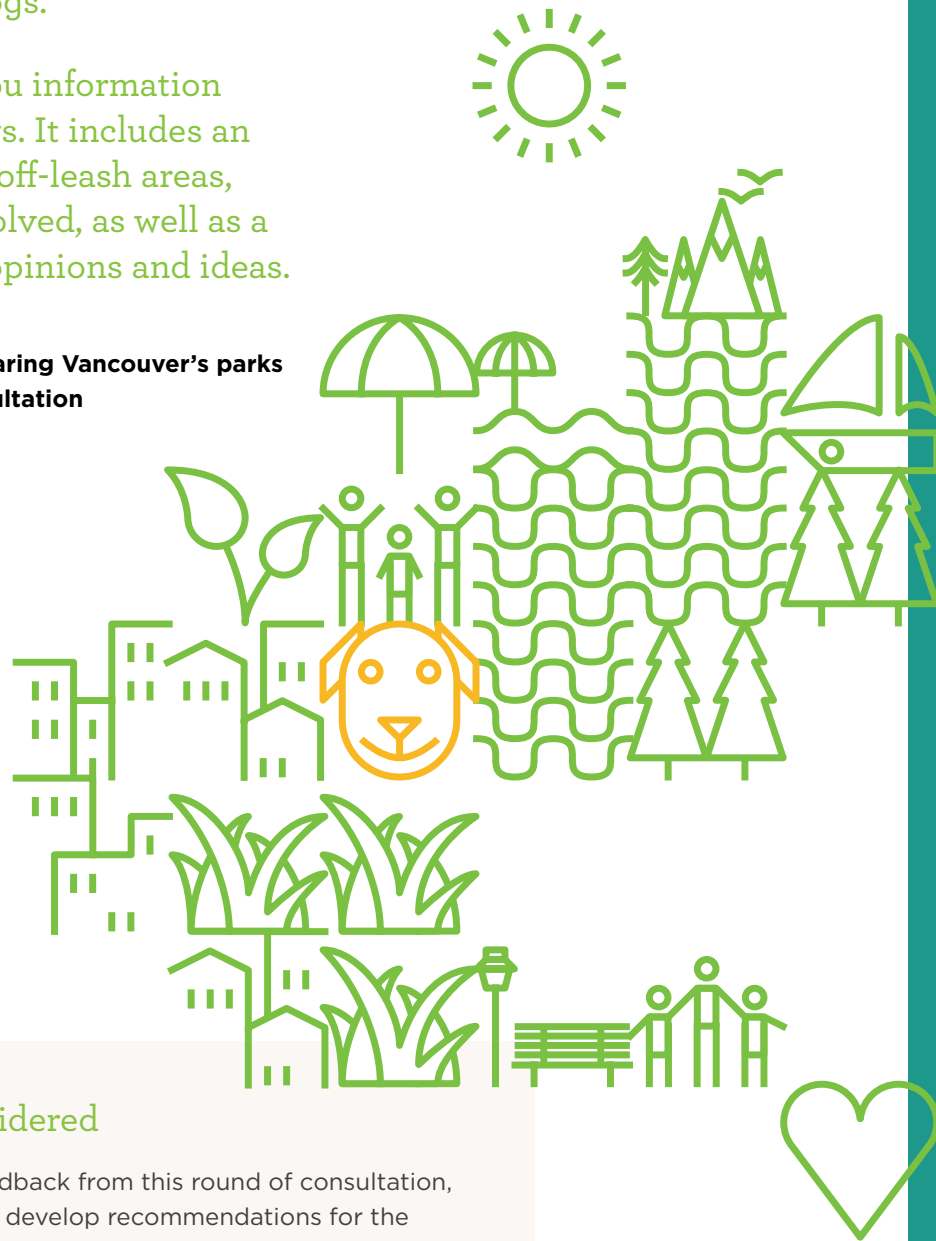 ogs.
ou information
s. It includes an
off-leash areas,
olved, as well as a
opinions and ideas.
aring Vancouver's parks
ultation
idered
dback from this round of consultation,
develop recommendations for the